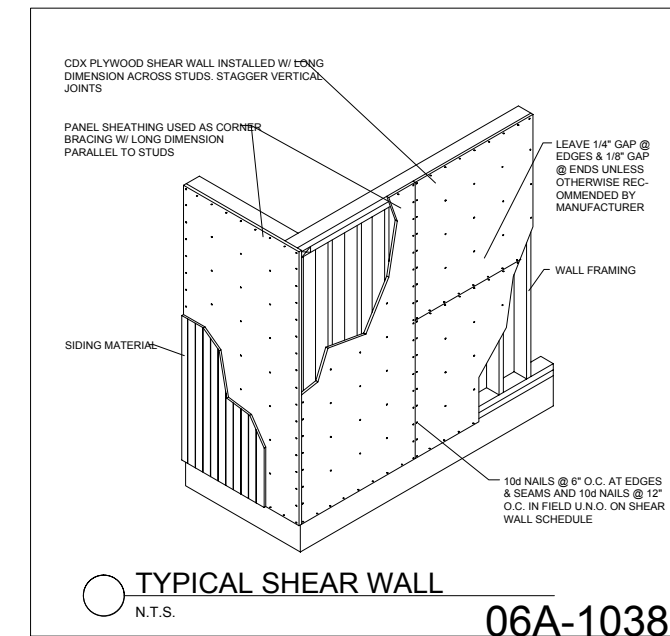 CDX PLYWOOD SHEAR WALL INSTALLED W/ LONG
DIMENSION ACROSS STUDS. STAGGER VERTICAL
JOINTS
PANEL SHEATHING USED AS CORNER
BRACING W/ LONG DIMENSION
PARALLEL TO STUDS
LEAVE 1/4" GAP @
EDGES & 1/8" GAP
@ ENDS UNLESS
OTHERWISE REC-
OMMENDED BY
MANUFACTURER
WALL FRAMING
SIDING MATERIAL
10d NAILS @ 6" O.C. AT EDGES
& SEAMS AND 10d NAILS @ 12"
O.C. IN FIELD U.N.O. ON SHEAR
WALL SCHEDULE
TYPICAL SHEAR WALL
N.T.S.
06A-1038